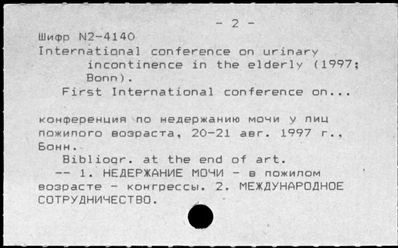 - 2 -
Шифр N2-4140
International conference on urinary
incontinence in the elderly (1997;
Bonn).
First International conference on...
конференция по недержанию мочи у лиц
пожилого возраста, 20-21 авг. 1997 г.,
Бонн.
Bibliogr. at the end of art.
-- 1. НЕДЕРЖАНИЕ МОЧИ - в пожилом
возрасте - конгрессы. 2. МЕЖДУНАРОДНОЕ
СОТРУДНИЧЕСТВО.